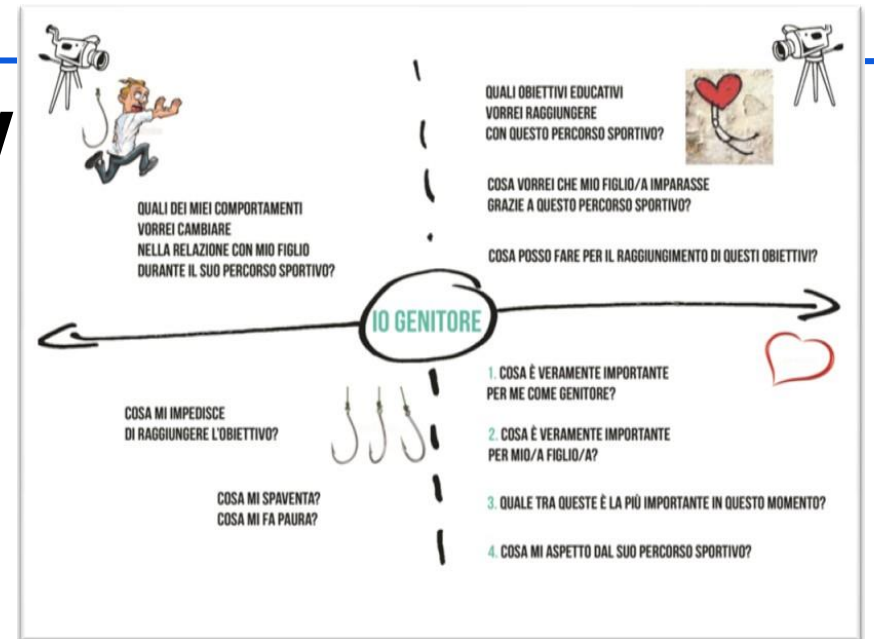 QUALI DEI MIEI COMPORTAMENTI
VORREI CAMBIARE
NELLA RELAZIONE CON MIO FIGLIO
DURANTE IL SUO PERCORSO SPORTIVO?
QUALI OBIETTIVI EDUCATIVI
VORREI RAGGIUNGERE
CON QUESTO PERCORSO SPORTIVO?
COSA VORREI CHE MIO FIGLIO/A IMPARASSE
GRAZIE A QUESTO PERCORSO SPORTIVO?
COSA POSSO FARE PER IL RAGGIUNGIMENTO DI QUESTI OBIETTIVI?
IO GENITORE
COSA MI IMPEDISCE
DI RAGGIUNGERE L'OBIETTIVO?
COSA MI SPAVENTA?
COSA MI FA PAURA?
1. COSA È VERAMENTE IMPORTANTE
PER ME COME GENITORE?
2. COSA È VERAMENTE IMPORTANTE
PER MIO/A FIGLIO/A?
3. QUALE TRA QUESTE È LA PIÙ IMPORTANTE IN QUESTO MOMENTO?
4. COSA MI ASPETTO DAL SUO PERCORSO SPORTIVO?